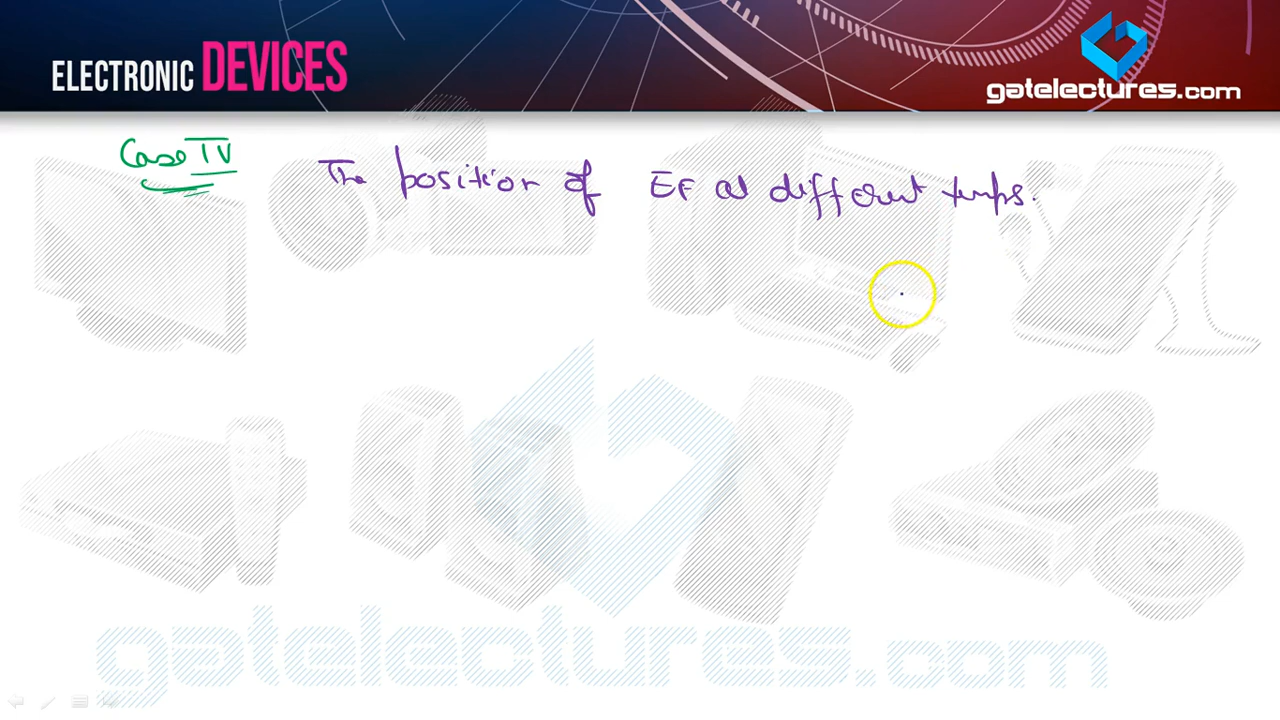 ELECTRONIC DEVICES
gatelectures.com
Case IV
The position of EF at different temps.
gatelectures.com